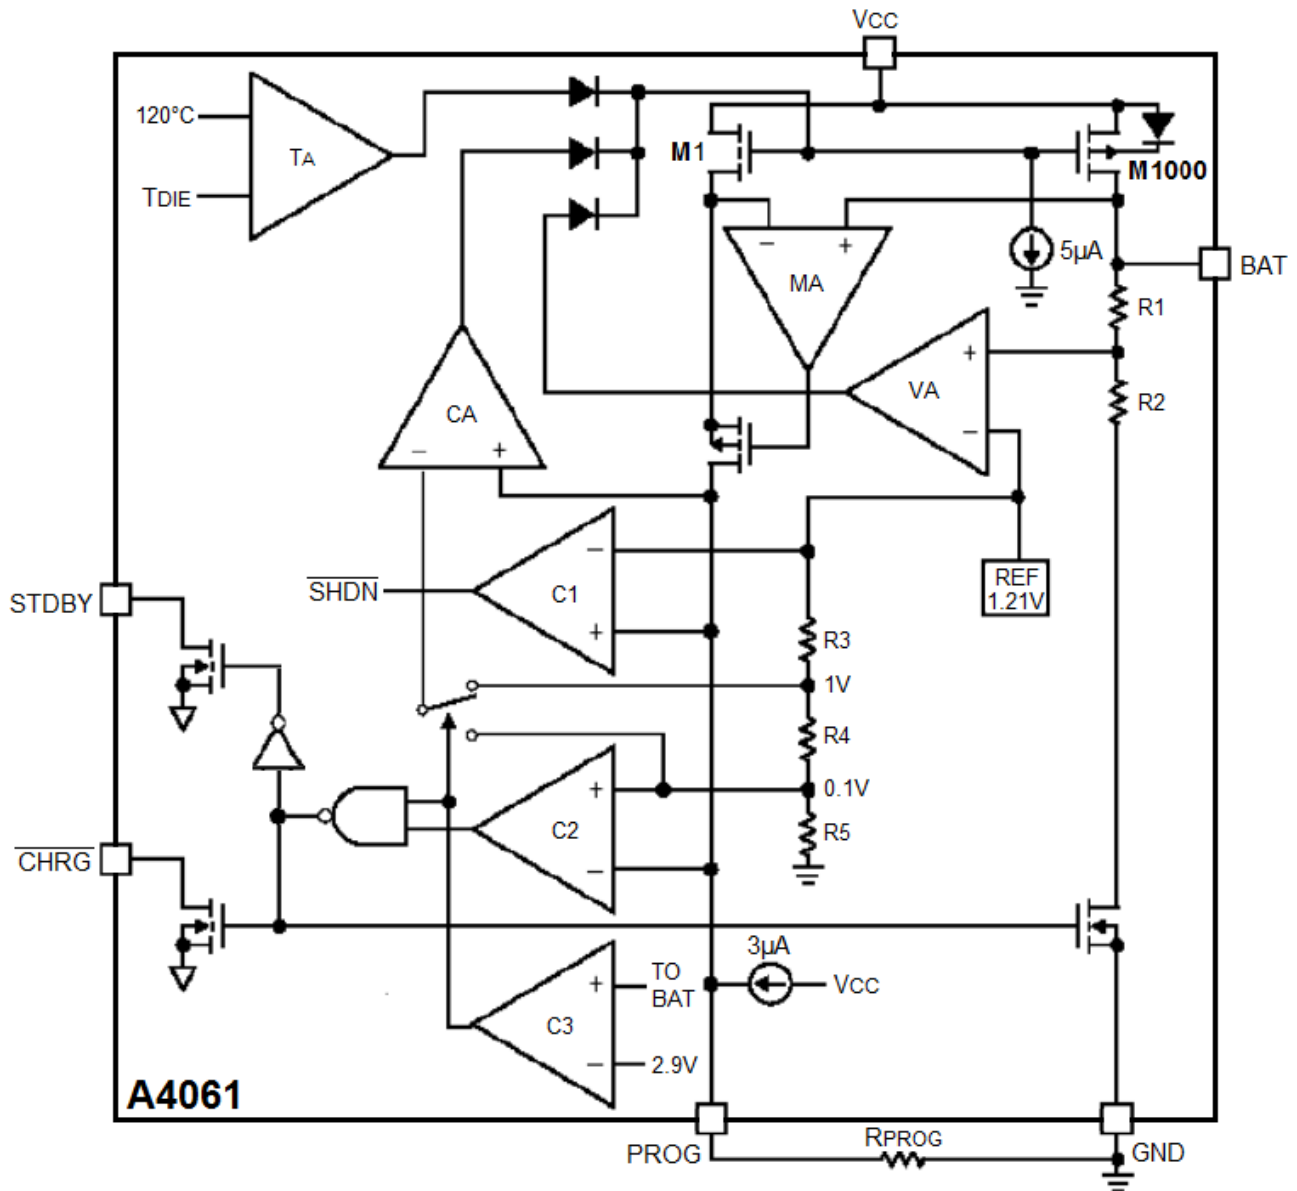 VCC
120°C
TA
TDIE
M1
M1000
−
+
MA
5µA
BAT
R1
+
VA
−
R2
CA
−
+
REF
1.21V
−
SHDN
C1
+
STDBY
R3
1V
R4
+
0.1V
C2
R5
−
CHRG
3µA
VCC
+
TO
BAT
C3
−
2.9V
A4061
PROG
RPROG
GND